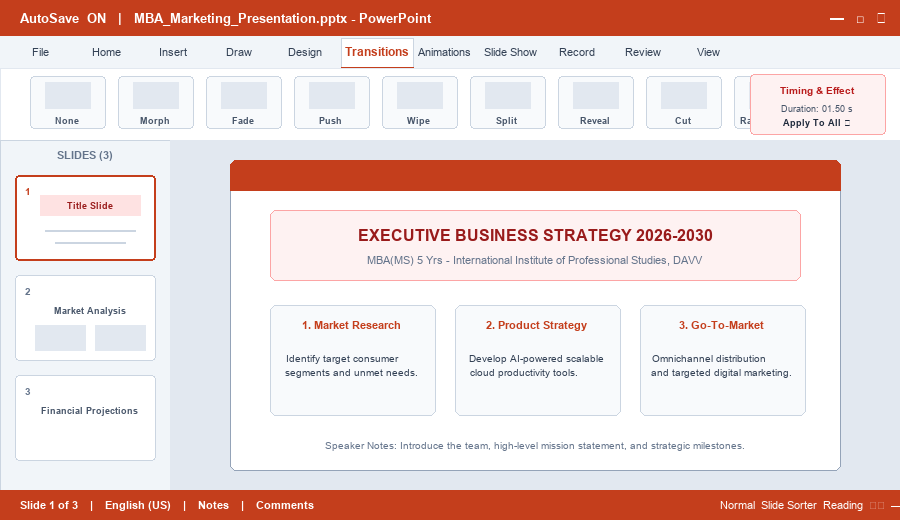 AutoSave ON | MBA_Marketing_Presentation.pptx - PowerPoint
File Home Insert Draw Design Transitions Animations Slide Show Record Review View
None Morph Fade Push Wipe Split Reveal Cut
Timing & Effect
Duration: 01.50 s
Apply To All
SLIDES (3)
1
Title Slide
2
Market Analysis
3
Financial Projections
EXECUTIVE BUSINESS STRATEGY 2026-2030
MBA(MS) 5 Yrs - International Institute of Professional Studies, DAVV
1. Market Research
Identify target consumer
segments and unmet needs.
2. Product Strategy
Develop AI-powered scalable
cloud productivity tools.
3. Go-To-Market
Omnichannel distribution
and targeted digital marketing.
Speaker Notes: Introduce the team, high-level mission statement, and strategic milestones.
Slide 1 of 3 | English (US) | Notes | Comments
Normal Slide Sorter Reading